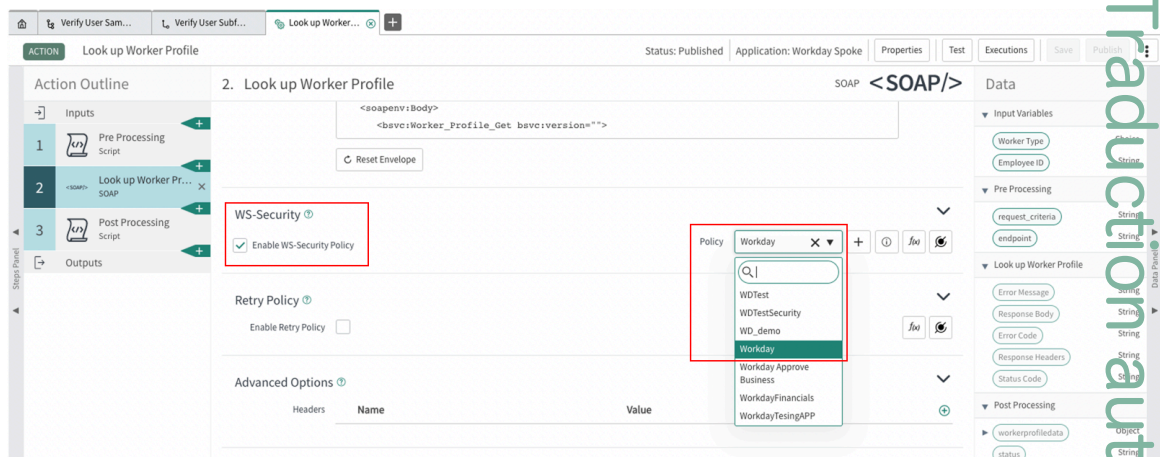 Verify User Sam...
Verify User Subf...
Look up Worker...
ACTION
Look up Worker Profile
Status: Published
Application: Workday Spoke
Properties
Test
Executions
Save
Publish
Action Outline
Inputs
1
Pre Processing
Script
2
<SOAP/>
Look up Worker Pr...
SOAP
3
Post Processing
Script
Outputs
Steps Panel
2. Look up Worker Profile
SOAP
<SOAP/>
<soapenv:Body>
<bsvc:Worker_Profile_Get bsvc:version="">
Reset Envelope
WS-Security
Enable WS-Security Policy
Policy
Workday
f(x)
WDTest
WDTestSecurity
WD_demo
Workday
Workday Approve
Business
WorkdayFinancials
WorkdayTesingAPP
Retry Policy
Enable Retry Policy
f(x)
Advanced Options
Headers
Name
Value
Data
Input Variables
Worker Type
Choice
Employee ID
String
Pre Processing
request_criteria
String
endpoint
String
Look up Worker Profile
Error Message
String
Response Body
String
Error Code
String
Response Headers
String
Status Code
String
Post Processing
workerprofiledata
Object
status
String
Data Panel
Traduction aut